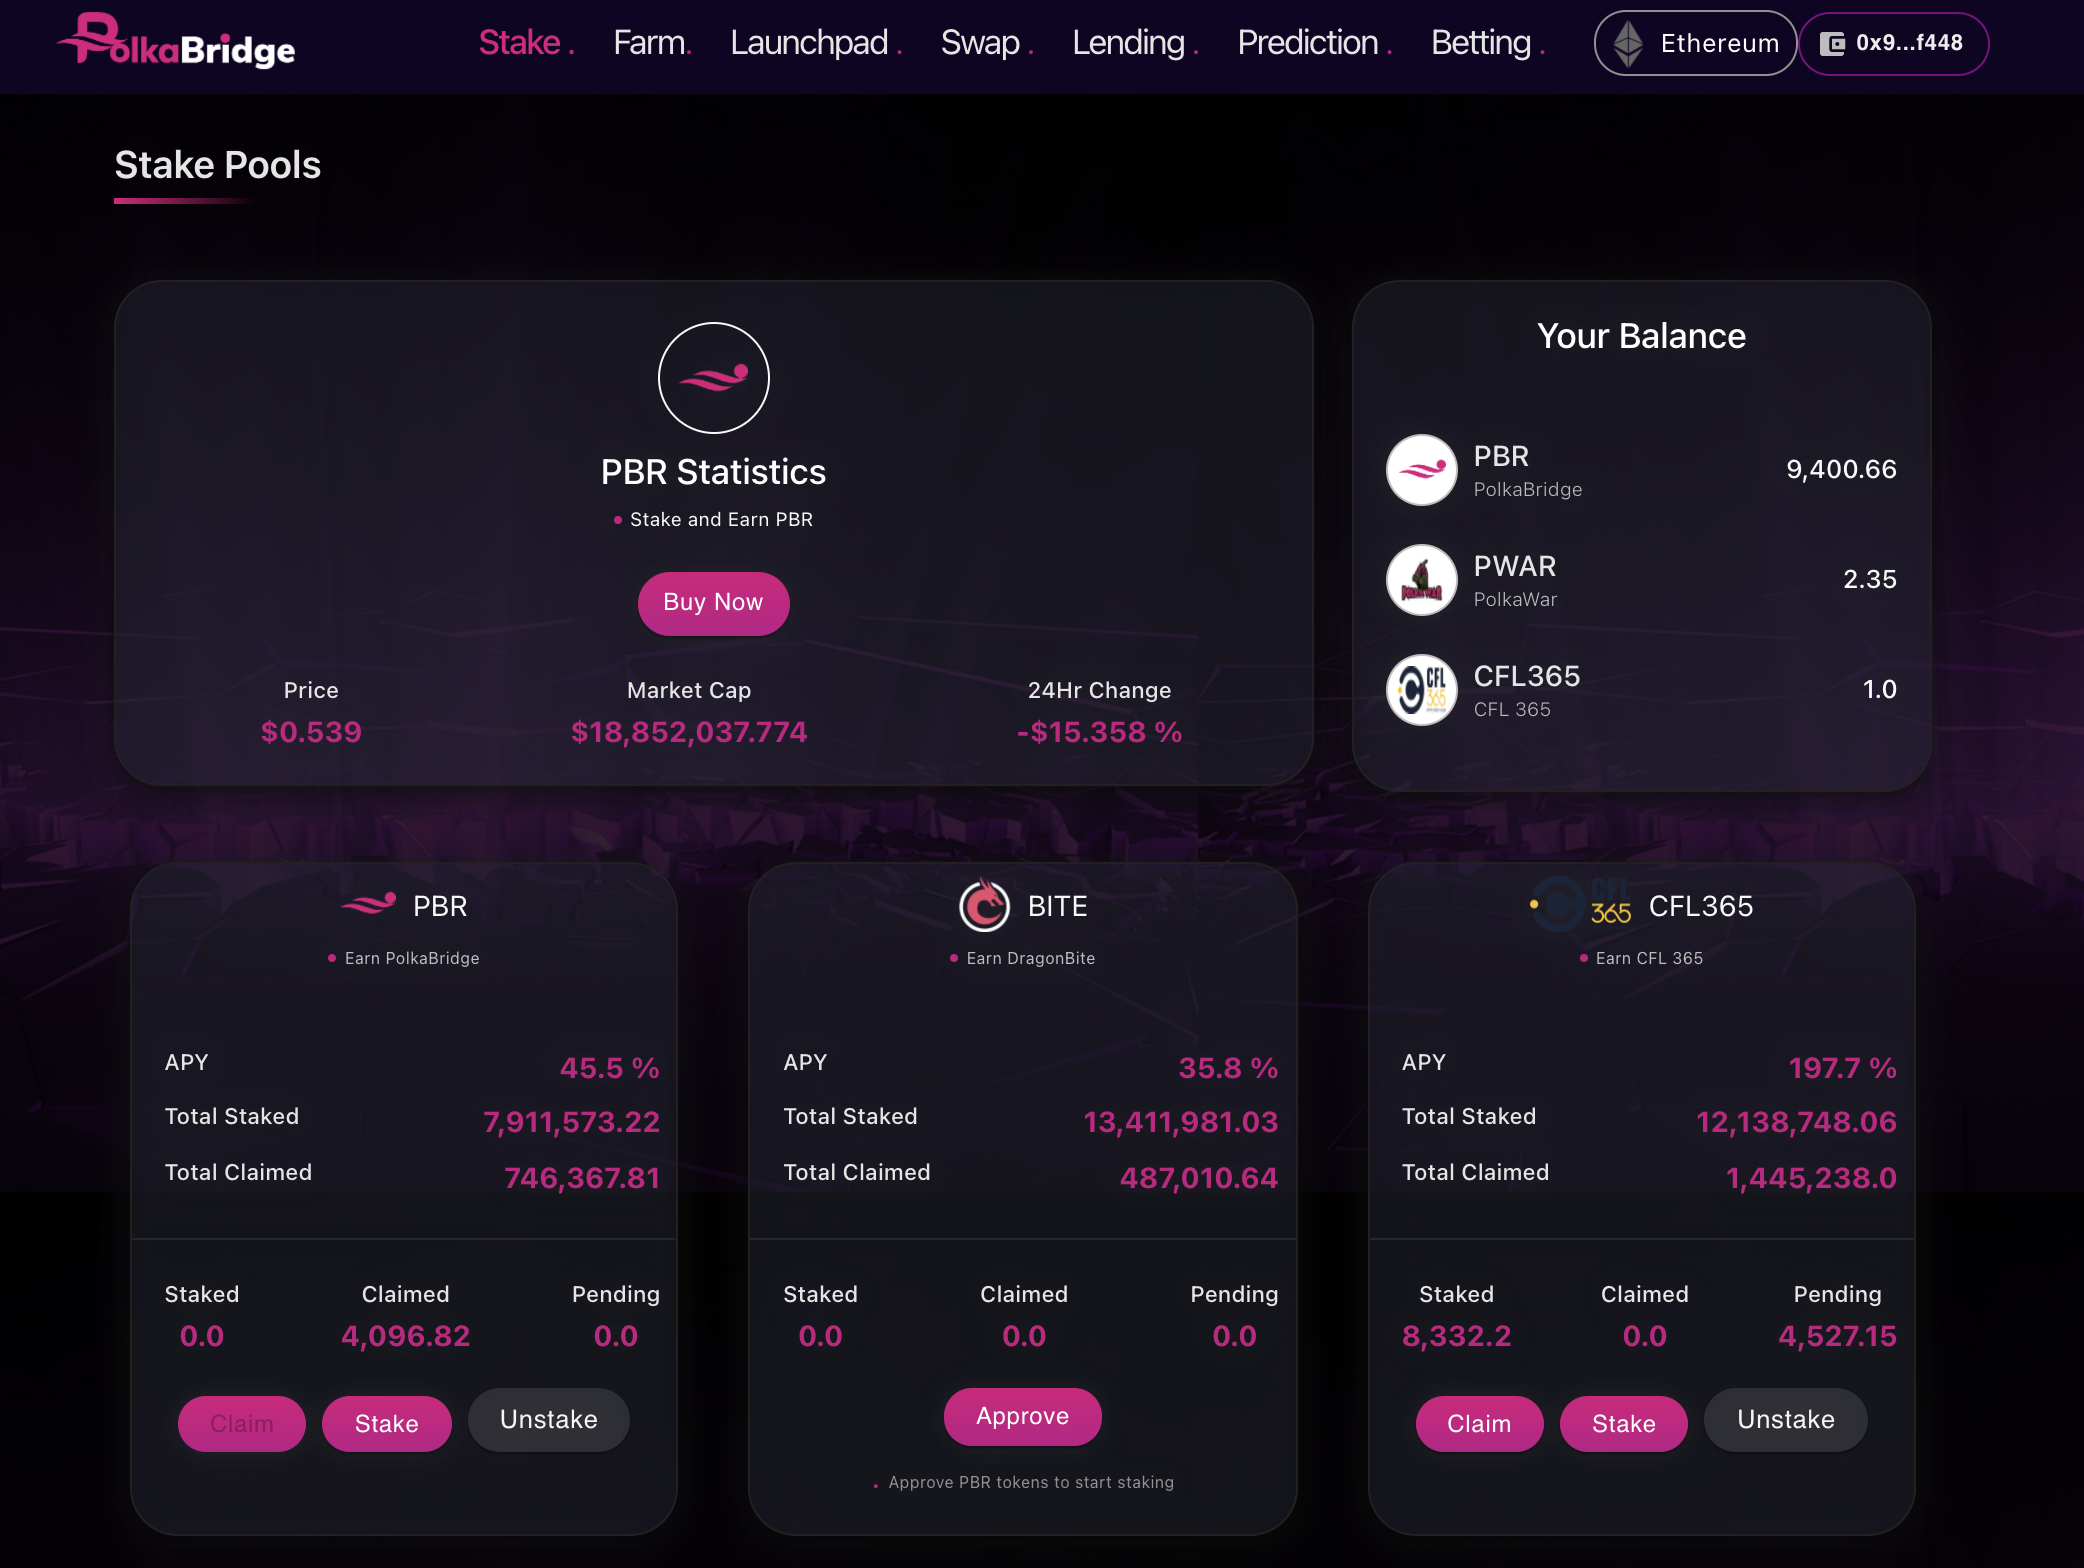 PolkaBridge
Stake . Farm. Launchpad . Swap . Lending . Prediction . Betting .
Ethereum
0x9...f448
Stake Pools
PBR Statistics
Stake and Earn PBR
Buy Now
Price Market Cap 24Hr Change
$0.539 $18,852,037.774 -$15.358 %
Your Balance
PBR
PolkaBridge
9,400.66
POLKAWAR
PWAR
PolkaWar
2.35
CFL
365
CFL365
CFL 365
1.0
PBR
Earn PolkaBridge
APY 45.5 %
Total Staked 7,911,573.22
Total Claimed 746,367.81
Staked Claimed Pending
0.0 4,096.82 0.0
Claim Stake Unstake
BITE
Earn DragonBite
APY 35.8 %
Total Staked 13,411,981.03
Total Claimed 487,010.64
Staked Claimed Pending
0.0 0.0 0.0
Approve
Approve PBR tokens to start staking
CFL
365
CFL365
Earn CFL 365
APY 197.7 %
Total Staked 12,138,748.06
Total Claimed 1,445,238.0
Staked Claimed Pending
8,332.2 0.0 4,527.15
Claim Stake Unstake